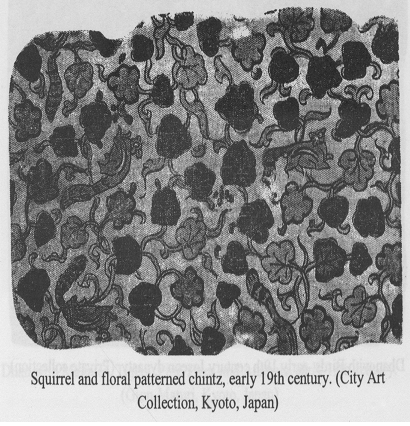 Squirrel and floral patterned chintz, early 19th century. (City Art
Collection, Kyoto, Japan)